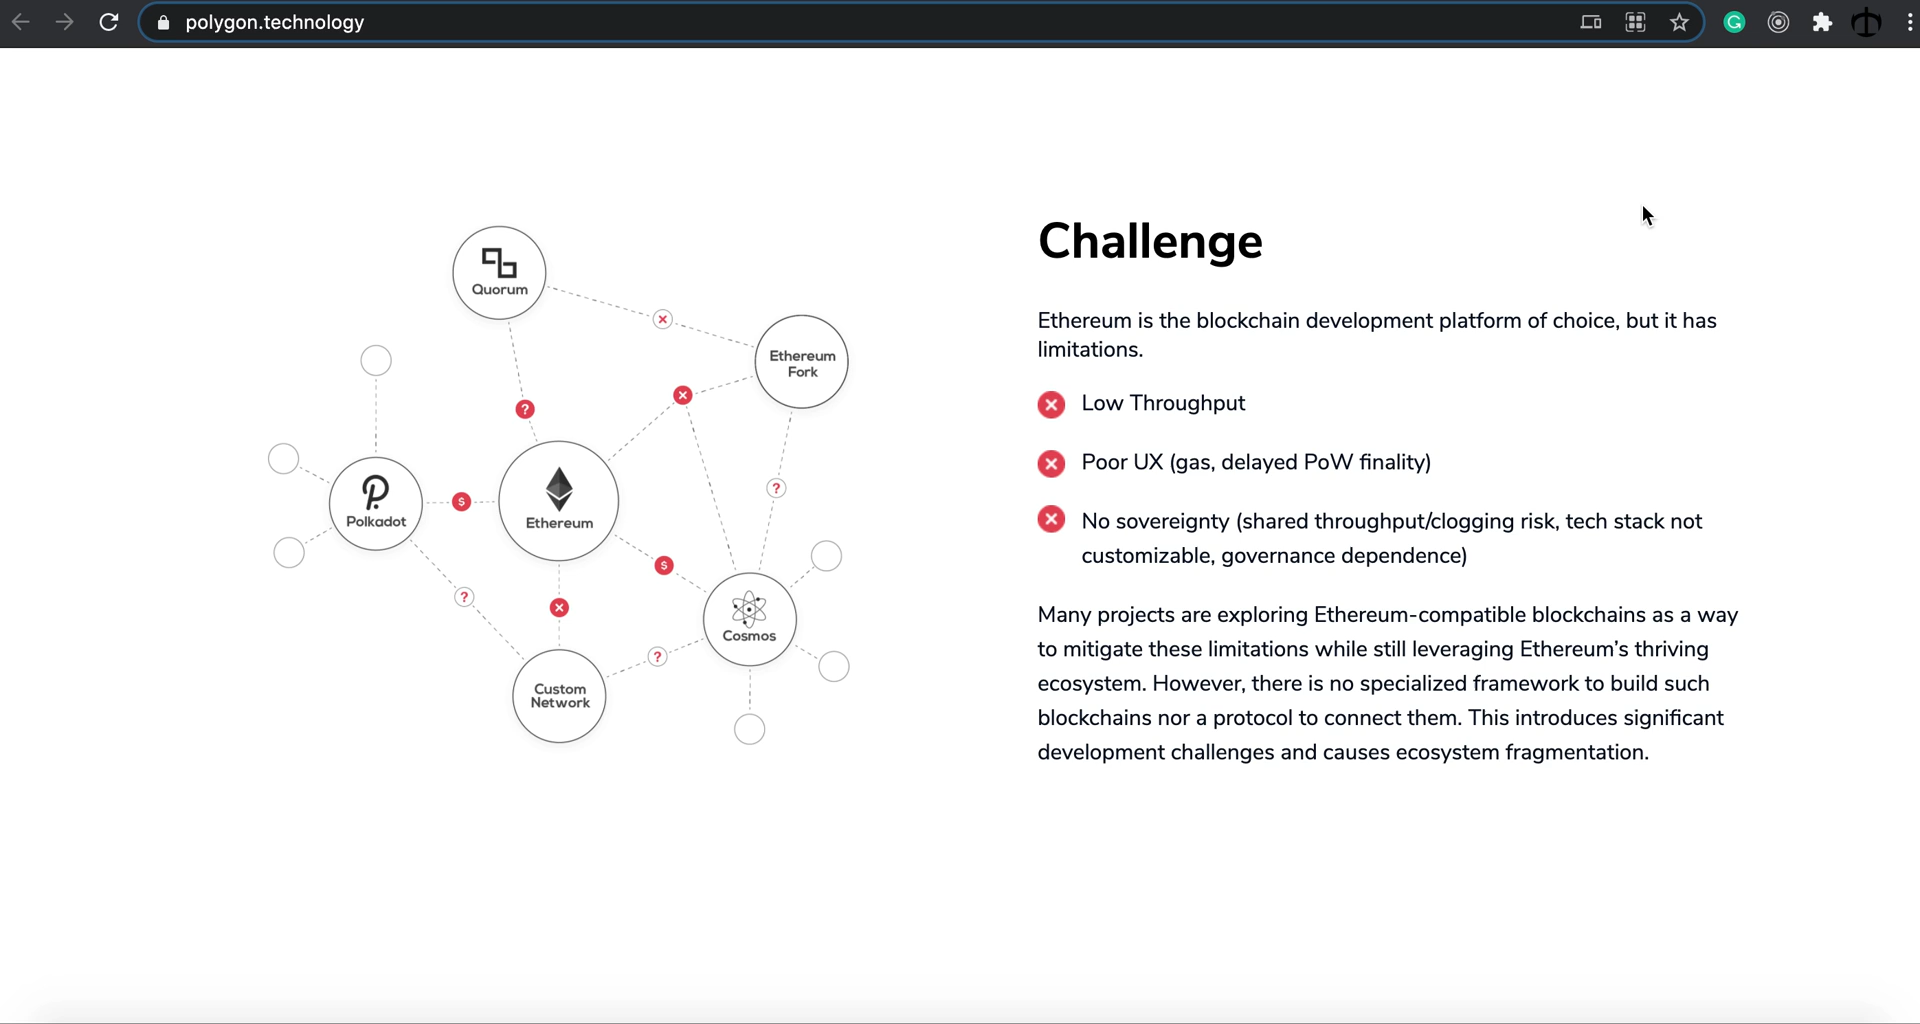 polygon.technology
Quorum
Ethereum
Fork
Polkadot
Ethereum
Cosmos
Custom
Network
×
?
×
$
?
$
?
×
?
Challenge
Ethereum is the blockchain development platform of choice, but it has
limitations.
Low Throughput
Poor UX (gas, delayed PoW finality)
No sovereignty (shared throughput/clogging risk, tech stack not
customizable, governance dependence)
Many projects are exploring Ethereum-compatible blockchains as a way
to mitigate these limitations while still leveraging Ethereum’s thriving
ecosystem. However, there is no specialized framework to build such
blockchains nor a protocol to connect them. This introduces significant
development challenges and causes ecosystem fragmentation.